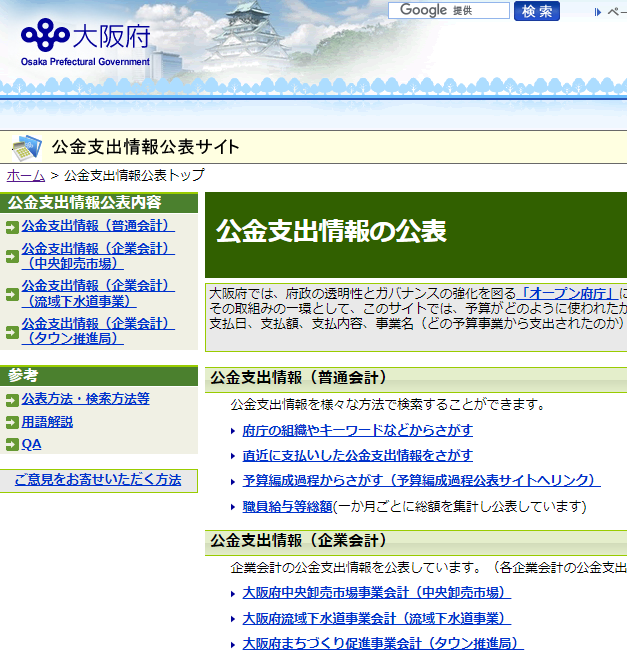 大阪府
Osaka Prefectural Government
Google 提供
検 索
ペー
公金支出情報公表サイト
ホーム > 公金支出情報公表トップ
公金支出情報公表内容
公金支出情報（普通会計）
公金支出情報（企業会計）
（中央卸売市場）
公金支出情報（企業会計）
（流域下水道事業）
公金支出情報（企業会計）
（タウン推進局）
参考
公表方法・検索方法等
用語解説
QA
ご意見をお寄せいただく方法
公金支出情報の公表
大阪府では、府政の透明性とガバナンスの強化を図る「オープン府庁」に
その取組みの一環として、このサイトでは、予算がどのように使われたか
支払日、支払額、支払内容、事業名（どの予算事業から支出されたのか）
公金支出情報（普通会計）
公金支出情報を様々な方法で検索することができます。
府庁の組織やキーワードなどからさがす
直近に支払いした公金支出情報をさがす
予算編成過程からさがす（予算編成過程公表サイトへリンク）
職員給与等総額(一か月ごとに総額を集計し公表しています)
公金支出情報（企業会計）
企業会計の公金支出情報を公表しています。（各企業会計の公金支出
大阪府中央卸売市場事業会計（中央卸売市場）
大阪府流域下水道事業会計（流域下水道事業）
大阪府まちづくり促進事業会計（タウン推進局）